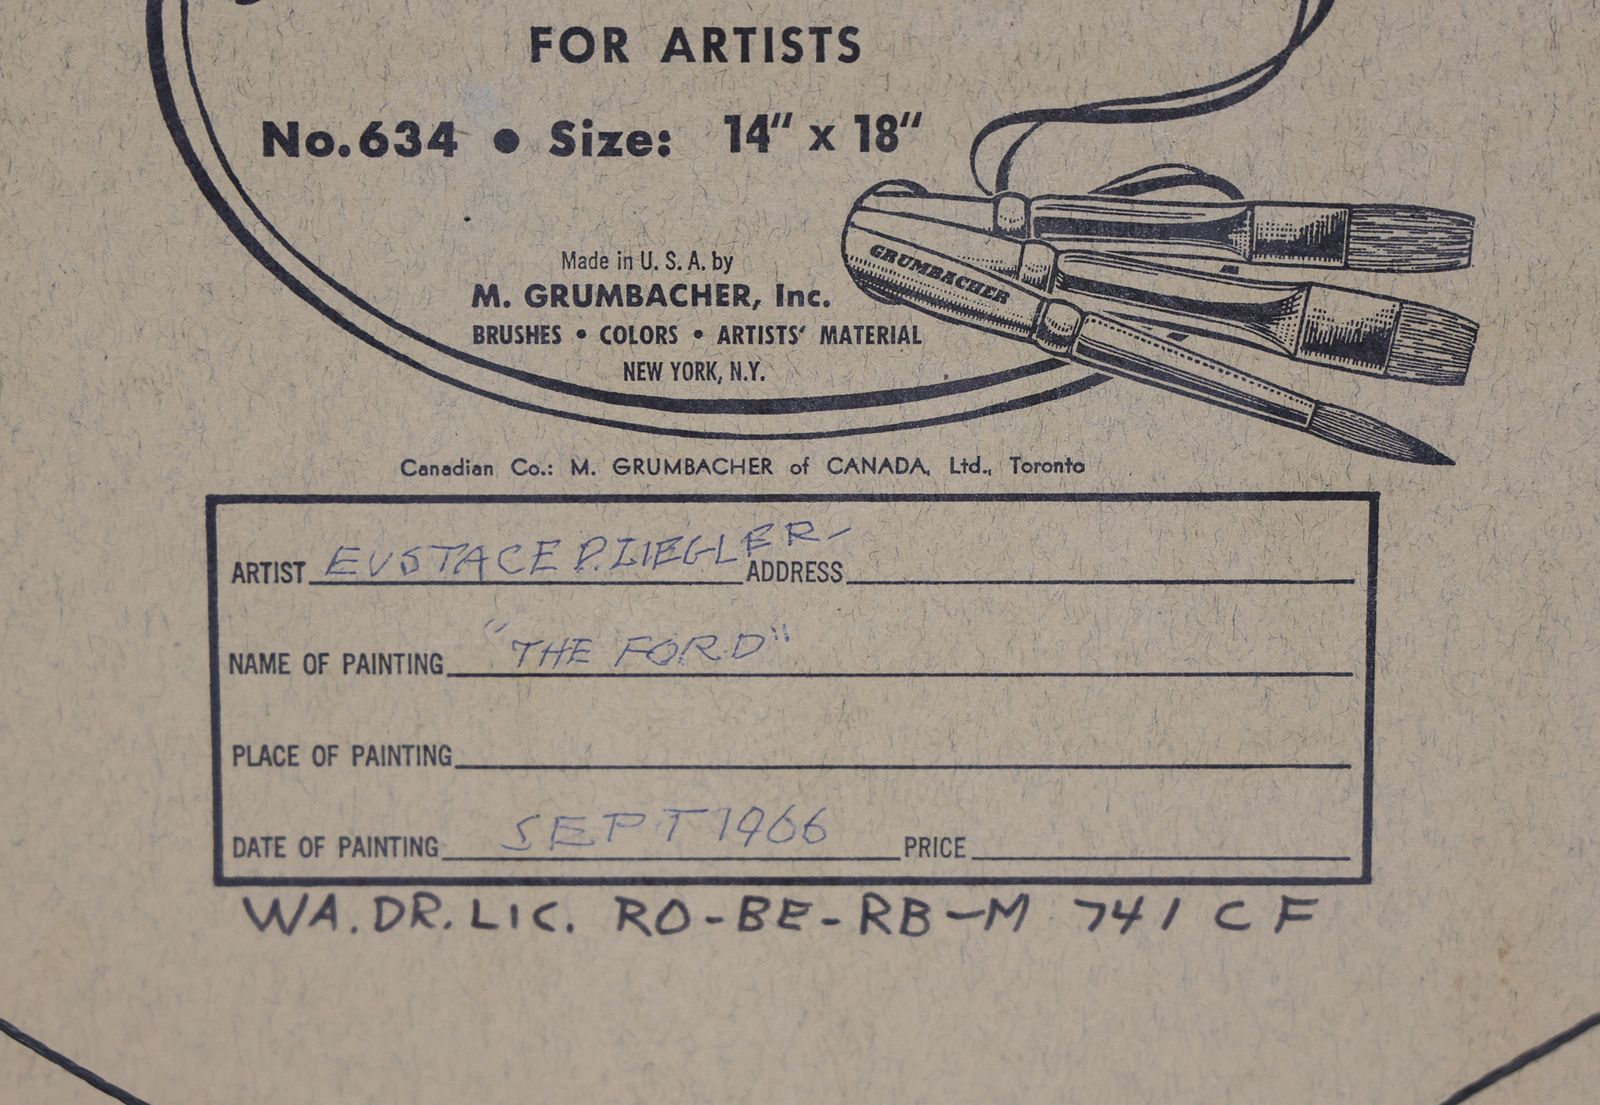 FOR ARTISTS
No.634 • Size: 14" x 18"
GRUMBACHER
Made in U. S. A. by
M. GRUMBACHER, Inc.
BRUSHES • COLORS • ARTISTS' MATERIAL
NEW YORK, N.Y.
Canadian Co.: M. GRUMBACHER of CANADA, Ltd., Toronto
ARTIST EUSTACE P. ZIEGLER- ADDRESS
NAME OF PAINTING "THE FORD"
PLACE OF PAINTING
DATE OF PAINTING SEPT 1966 PRICE
WA. DR. LIC. RO-BE-RB-M 741 CF